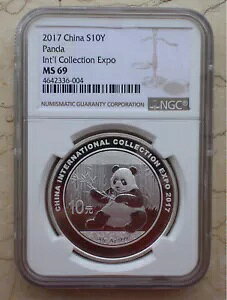 2017 China S10Y
Panda
Int'l Collection Expo
MS 69
4642336-004
NUMISMATIC GUARANTY CORPORATION
NGC
CHINA INTERNATIONAL COLLECTION EXPO 2017
10元